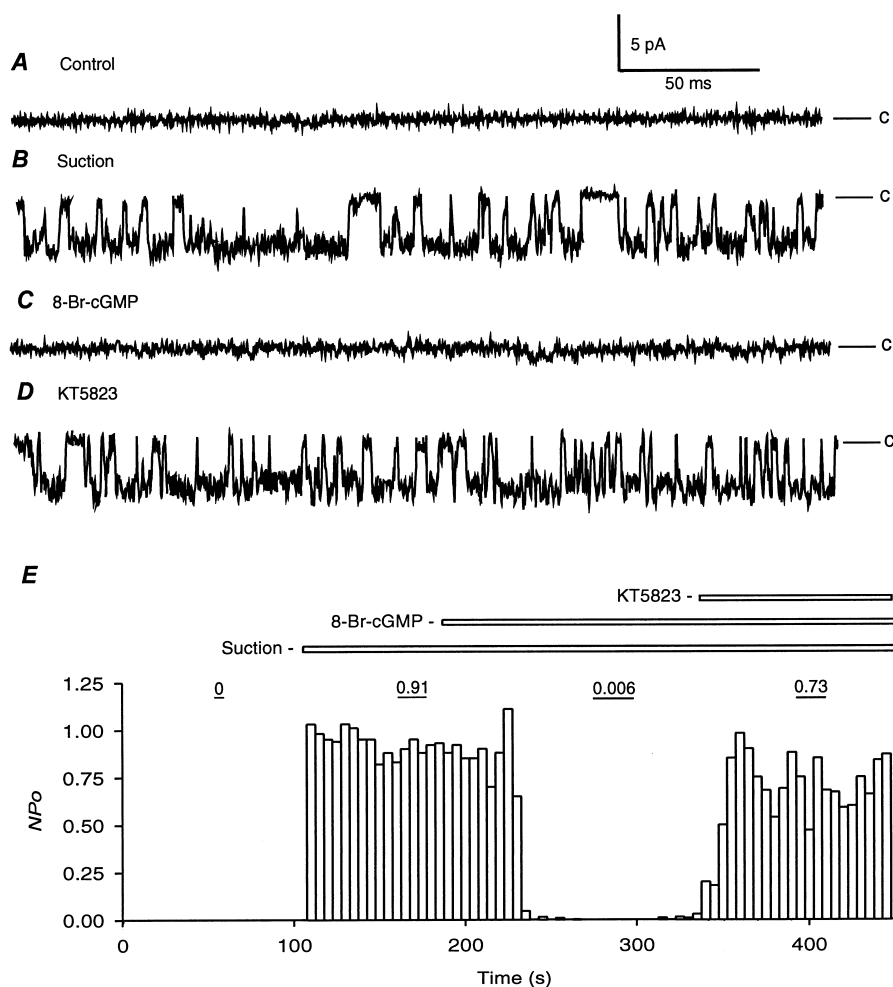 5 pA
50 ms
A Control
C
B Suction
C
C 8-Br-cGMP
C
D KT5823
C
E
KT5823 -
8-Br-cGMP -
Suction -
0 0.91 0.006 0.73
1.25
1.00
0.75
0.50
0.25
0.00
NPo
0 100 200 300 400
Time (s)